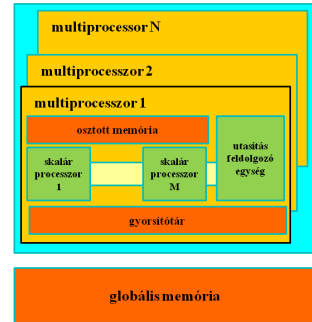 multiprocessor N
multiprocesszor 2
multiprocesszor 1
osztott memória
utasítás
feldolgozó
egység
skalár
processzor
1
skalár
processzor
M
gyorsítótár
globális memória